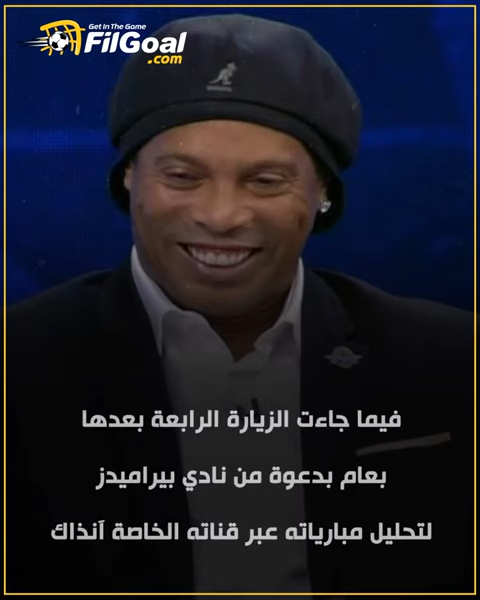 Get In The Game
FilGoal
.com
فيما جاءت الزيارة الرابعة بعدها
بعام بدعوة من نادي بيراميدز
لتحليل مبارياته عبر قناته الخاصة آنذاك